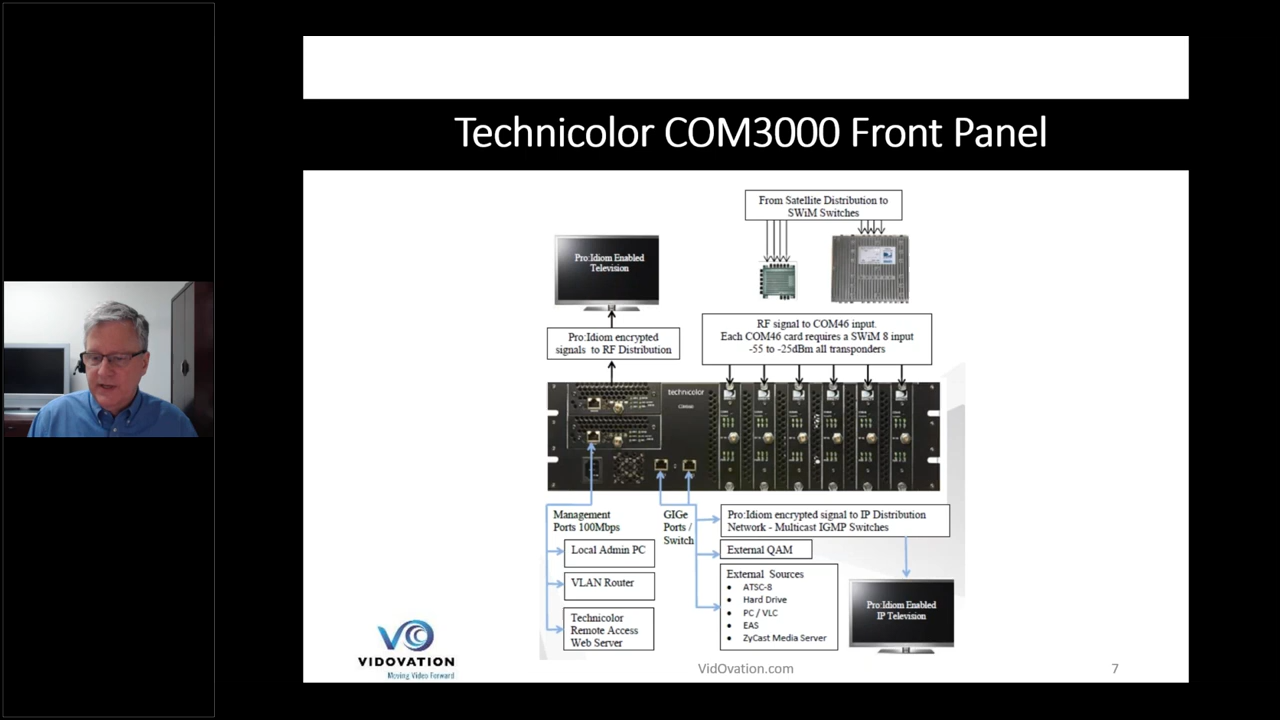 Technicolor COM3000 Front Panel
From Satellite Distribution to
SWiM Switches
Pro:Idiom Enabled
Television
RF signal to COM46 input.
Each COM46 card requires a SWiM 8 input
-55 to -25dBm all transponders
Pro:Idiom encrypted
signals to RF Distribution
technicolor
Management
Ports 100Mbps
Local Admin PC
VLAN Router
Technicolor
Remote Access
Web Server
GIGe
Ports /
Switch
Pro:Idiom encrypted signal to IP Distribution
Network - Multicast IGMP Switches
External QAM
External Sources
• ATSC-8
• Hard Drive
• PC / VLC
• EAS
• ZyCast Media Server
Pro:Idiom Enabled
IP Television
VIDOVATION
Moving Video Forward
VidOvation.com
7